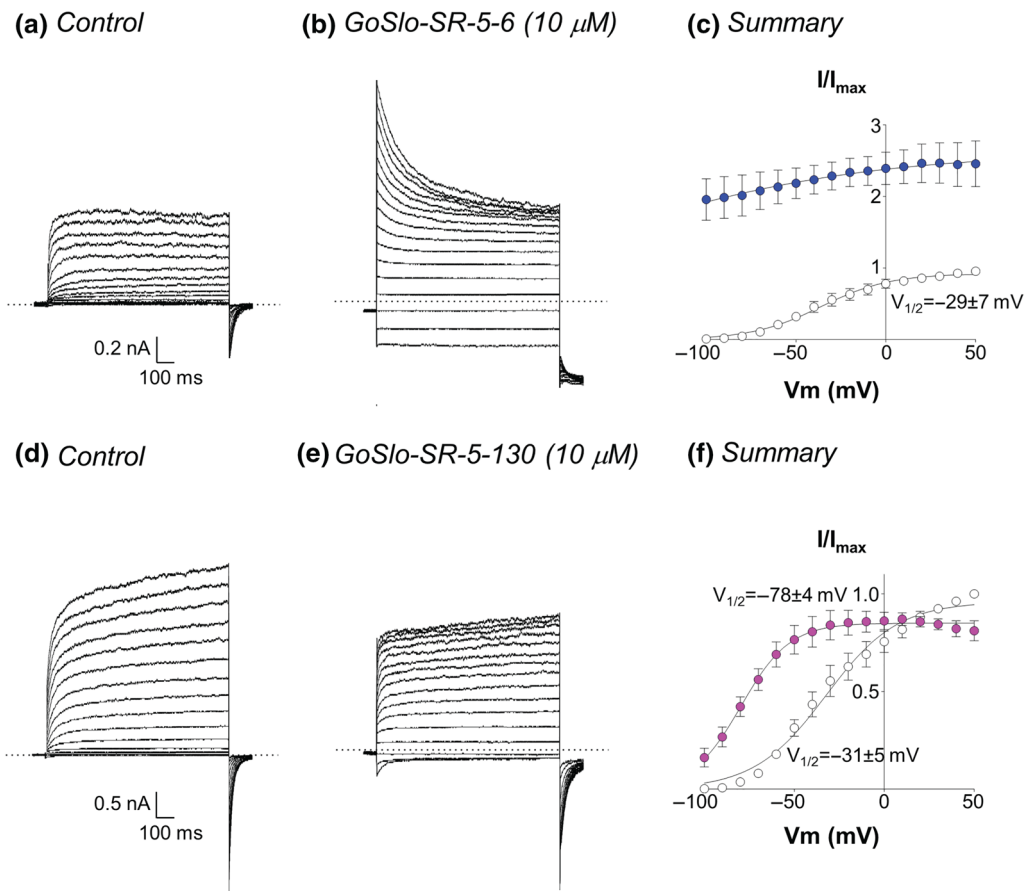 (a) Control
(b) GoSlo-SR-5-6 (10 μM)
(c) Summary
I/Imax
3
2
1
V1/2=–29±7 mV
–100
–50
0
50
Vm (mV)
0.2 nA
100 ms
(d) Control
(e) GoSlo-SR-5-130 (10 μM)
(f) Summary
I/Imax
V1/2=–78±4 mV
1.0
0.5
V1/2=–31±5 mV
–100
–50
0
50
Vm (mV)
0.5 nA
100 ms